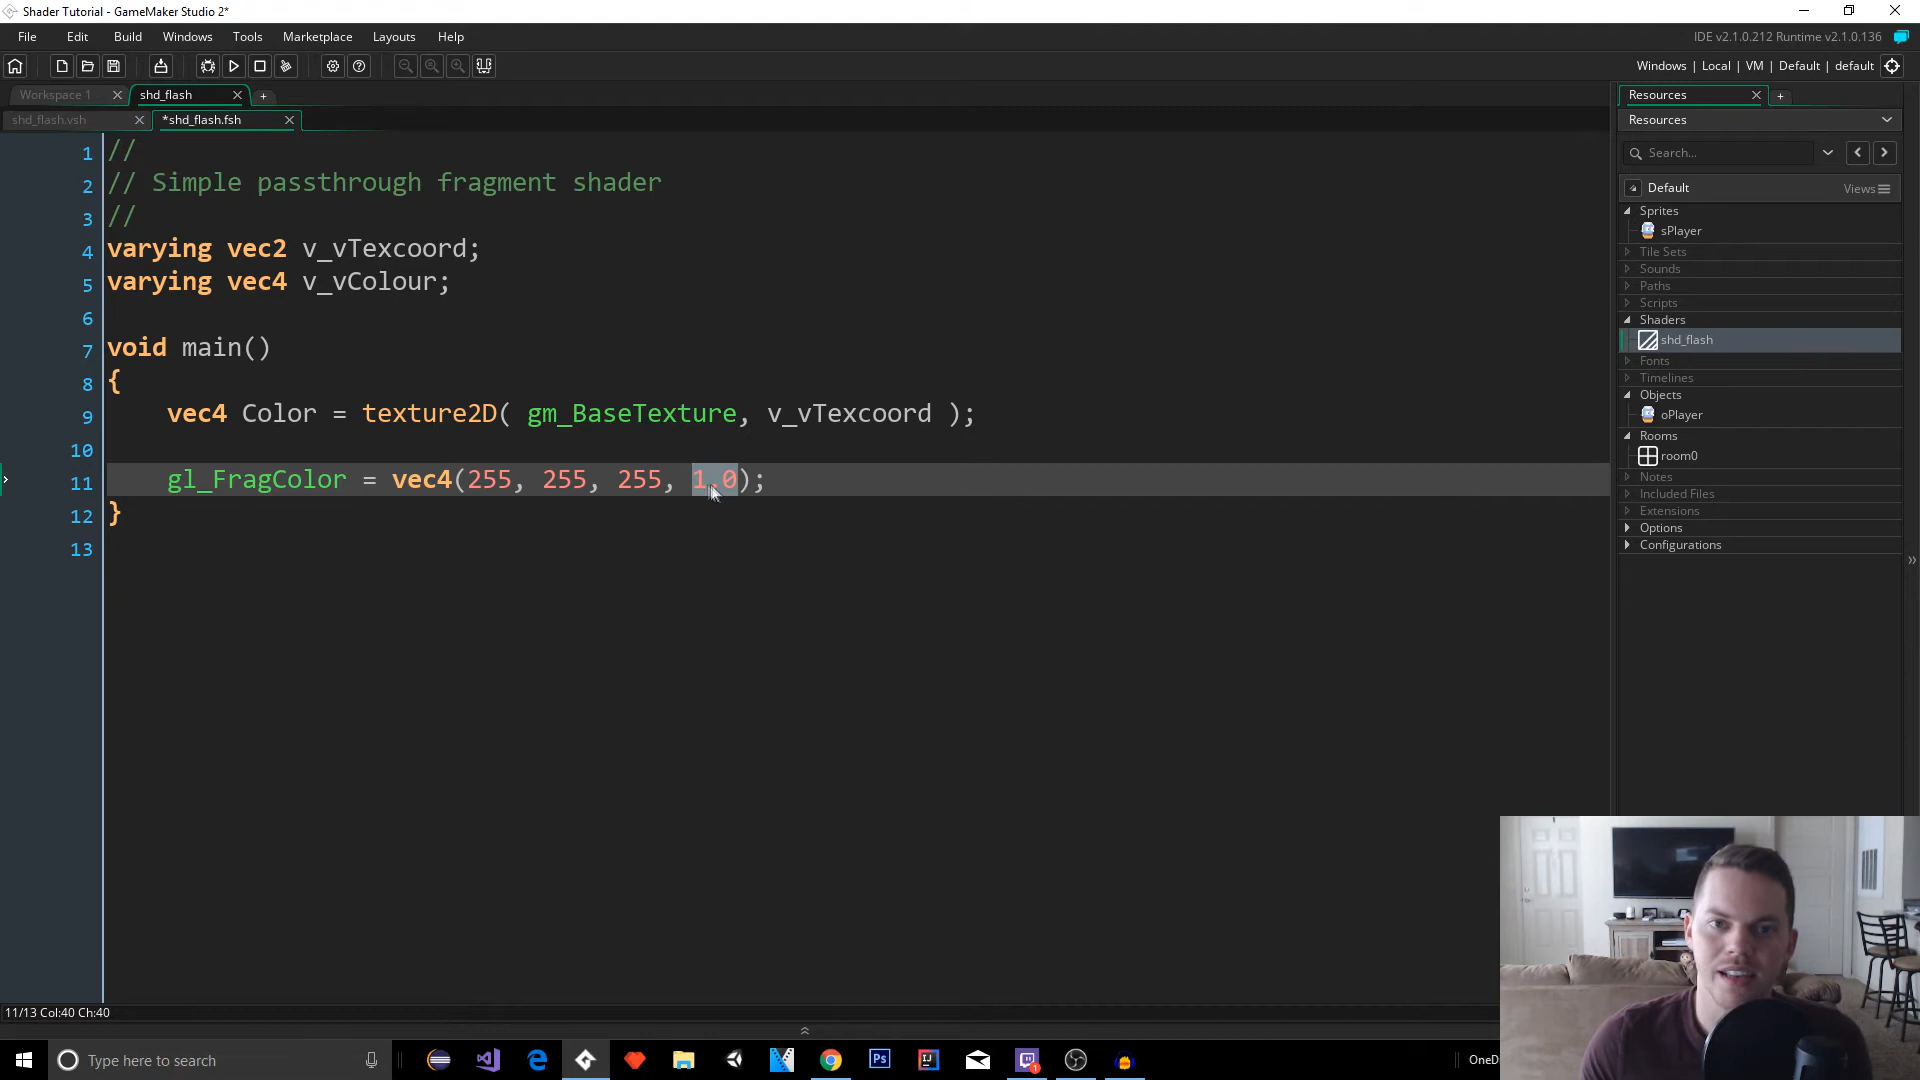 Shader Tutorial - GameMaker Studio 2*
File Edit Build Windows Tools Marketplace Layouts Help
IDE v2.1.0.212 Runtime v2.1.0.136
Windows | Local | VM | Default | default
Workspace 1 shd_flash
shd_flash.vsh *shd_flash.fsh
1 //
2 // Simple passthrough fragment shader
3 //
4 varying vec2 v_vTexcoord;
5 varying vec4 v_vColour;
6
7 void main()
8 {
9 vec4 Color = texture2D( gm_BaseTexture, v_vTexcoord );
10
11 gl_FragColor = vec4(255, 255, 255, 1.0);
12 }
13
Resources
Resources
Search...
Default Views
Sprites
sPlayer
Tile Sets
Sounds
Paths
Scripts
Shaders
shd_flash
Fonts
Timelines
Objects
oPlayer
Rooms
room0
Notes
Included Files
Extensions
Options
Configurations
11/13 Col:40 Ch:40
Type here to search
Ps
IJ
1
OneD